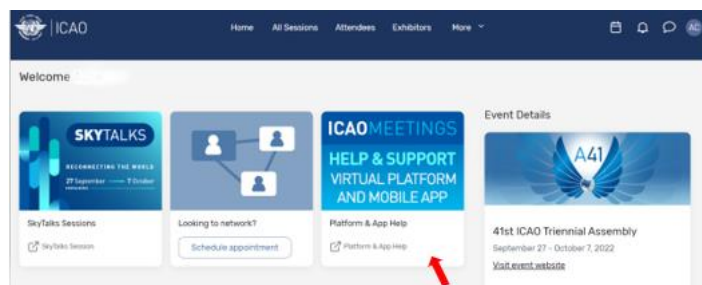 ICAO
Home All Sessions Attendees Exhibitors More
AC
Welcome
SKYTALKS
RECONNECTING THE WORLD
27 September 7 October
SkyTalks Sessions
SkyTalks Session
Looking to network?
Schedule appointment
ICAOMEETINGS
HELP & SUPPORT
VIRTUAL PLATFORM
AND MOBILE APP
Platform & App Help
Platform & App Help
Event Details
A41
41st ICAO Triennial Assembly
September 27 - October 7, 2022
Visit event website